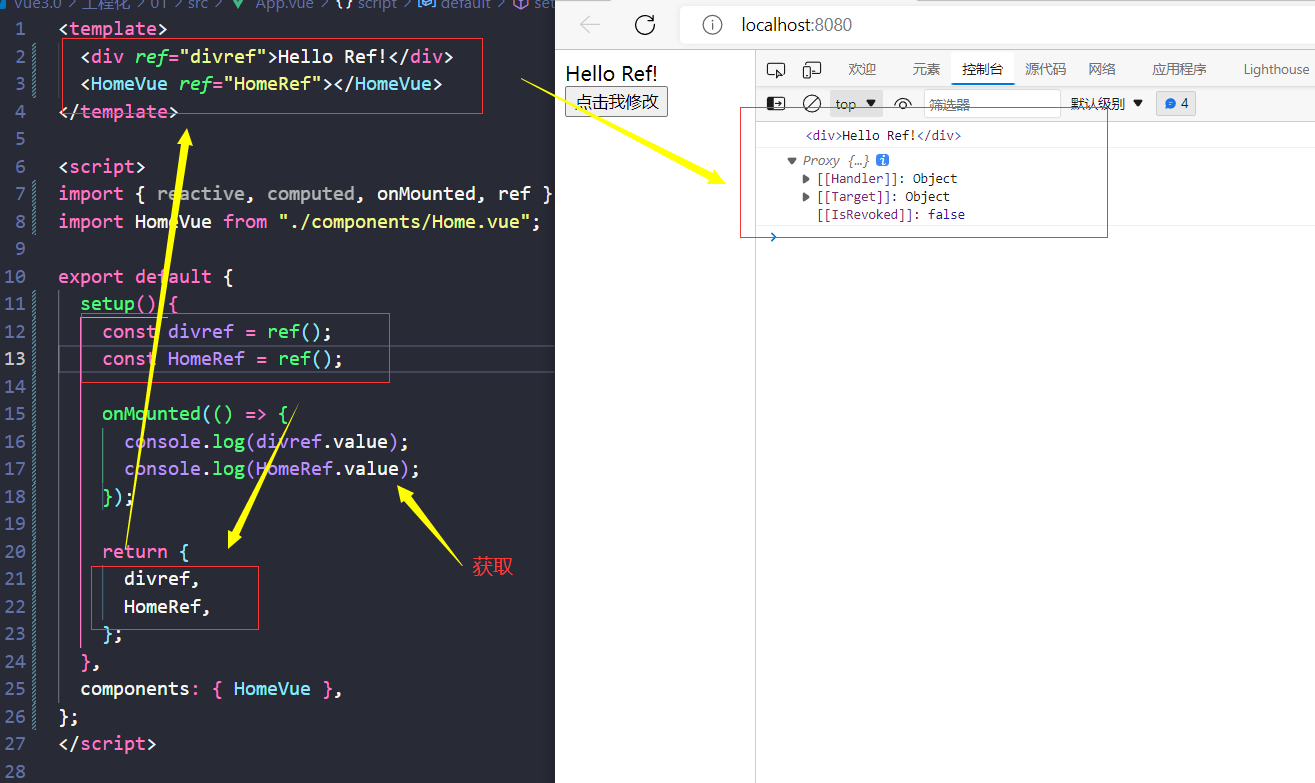 vue3.0 > 工程化 > 01 > src > App.vue > {} script > default > set
1 <template>
2 <div ref="divref">Hello Ref!</div>
3 <HomeVue ref="HomeRef"></HomeVue>
4 </template>
5
6 <script>
7 import { reactive, computed, onMounted, ref }
8 import HomeVue from "./components/Home.vue";
9
10 export default {
11 setup() {
12 const divref = ref();
13 const HomeRef = ref();
14
15 onMounted(() => {
16 console.log(divref.value);
17 console.log(HomeRef.value);
18 });
19
20 return {
21 divref,
22 HomeRef,
23 };
24 },
25 components: { HomeVue },
26 };
27 </script>
28
获取
localhost:8080
Hello Ref!
点击我修改
欢迎 元素 控制台 源代码 网络 应用程序 Lighthouse
top 筛选器 默认级别 4
<div>Hello Ref!</div>
Proxy {…}
[[Handler]]: Object
[[Target]]: Object
[[IsRevoked]]: false